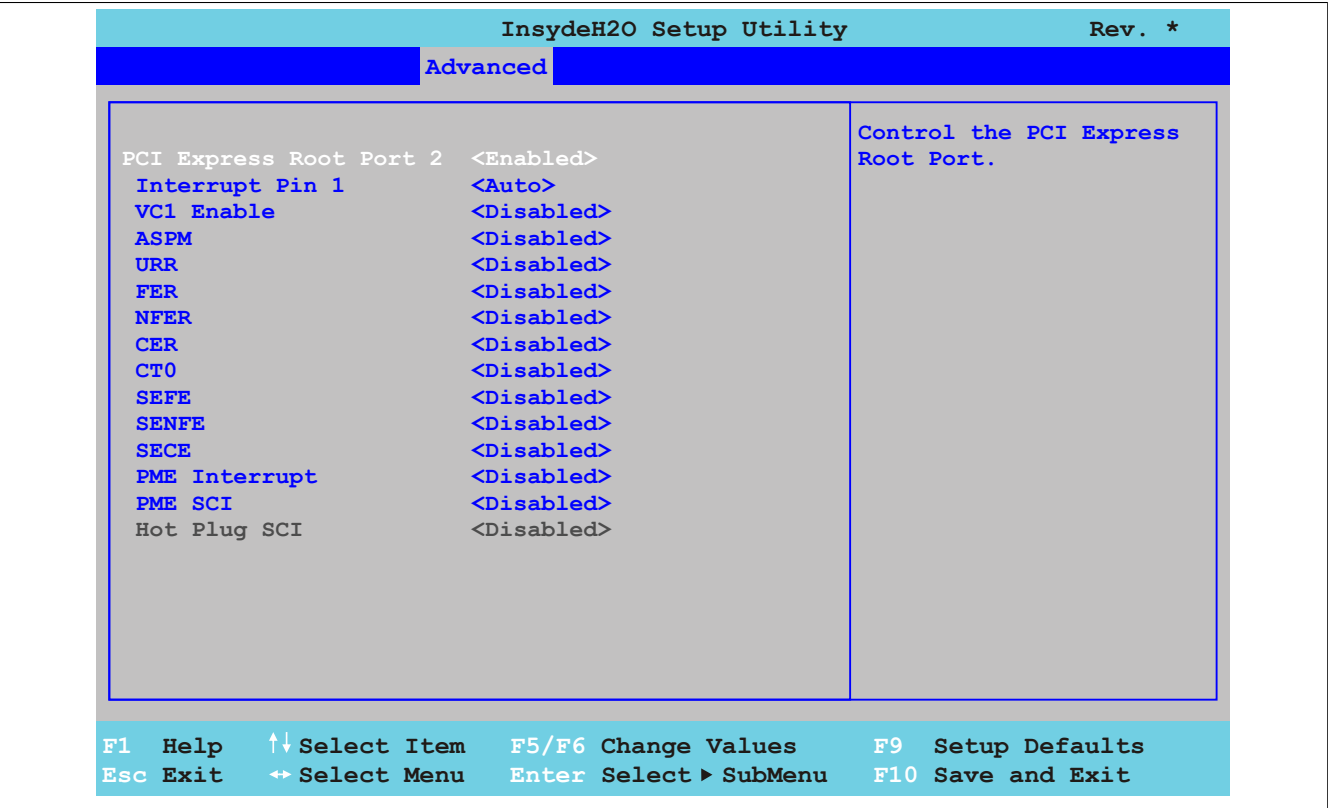 InsydeH2O Setup Utility Rev. *
Advanced
PCI Express Root Port 2 <Enabled>
Interrupt Pin 1 <Auto>
VC1 Enable <Disabled>
ASPM <Disabled>
URR <Disabled>
FER <Disabled>
NFER <Disabled>
CER <Disabled>
CT0 <Disabled>
SEFE <Disabled>
SENFE <Disabled>
SECE <Disabled>
PME Interrupt <Disabled>
PME SCI <Disabled>
Hot Plug SCI <Disabled>
Control the PCI Express
Root Port.
F1 Help ↑↓ Select Item F5/F6 Change Values F9 Setup Defaults
Esc Exit ↔ Select Menu Enter Select ▶ SubMenu F10 Save and Exit